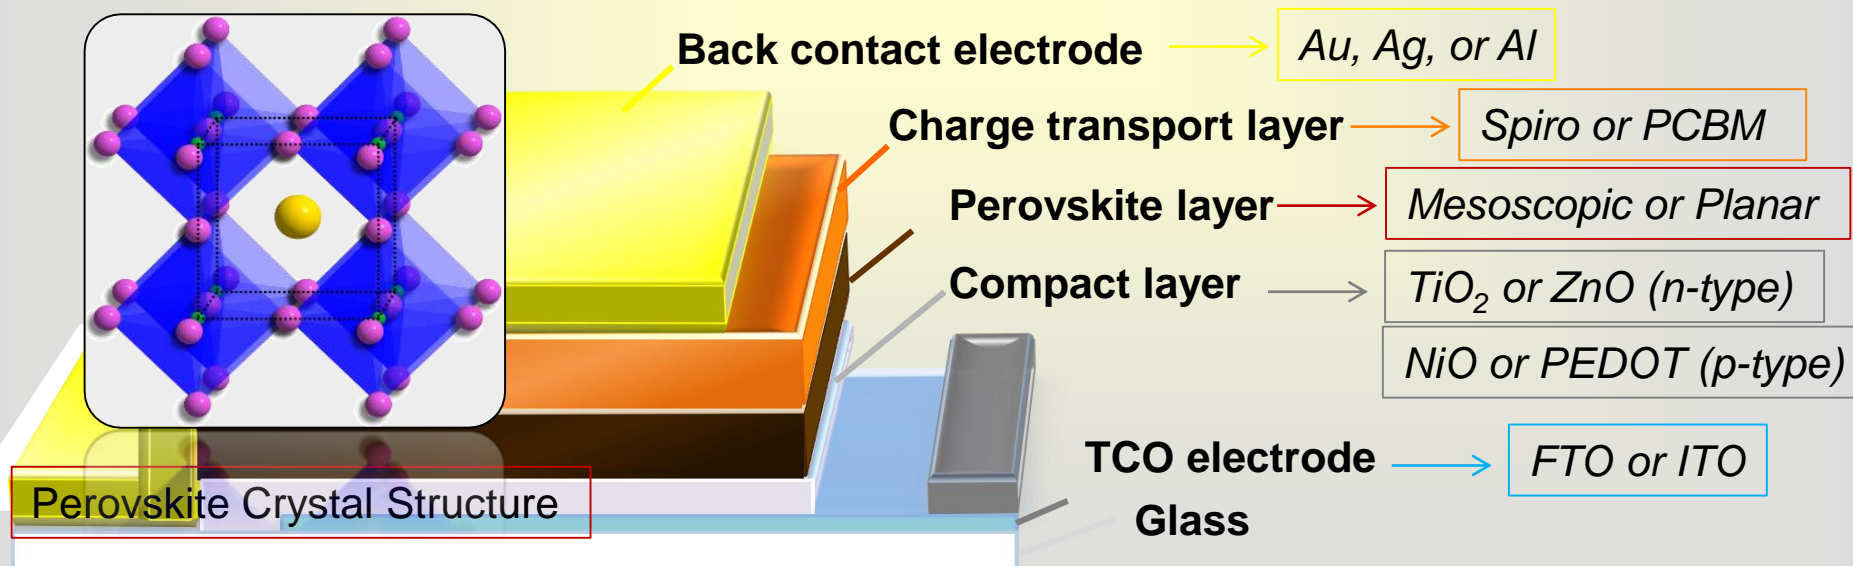 Back contact electrode
Au, Ag, or Al
Charge transport layer
Spiro or PCBM
Perovskite layer
Mesoscopic or Planar
Compact layer
TiO₂ or ZnO (n-type)
NiO or PEDOT (p-type)
TCO electrode
FTO or ITO
Perovskite Crystal Structure
Glass